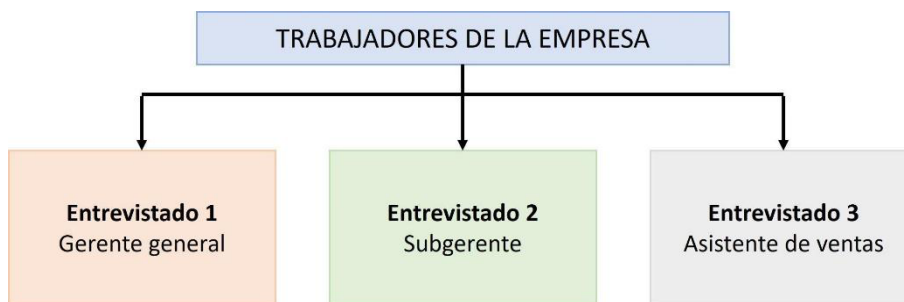 TRABAJADORES DE LA EMPRESA
Entrevistado 1
Gerente general
Entrevistado 2
Subgerente
Entrevistado 3
Asistente de ventas